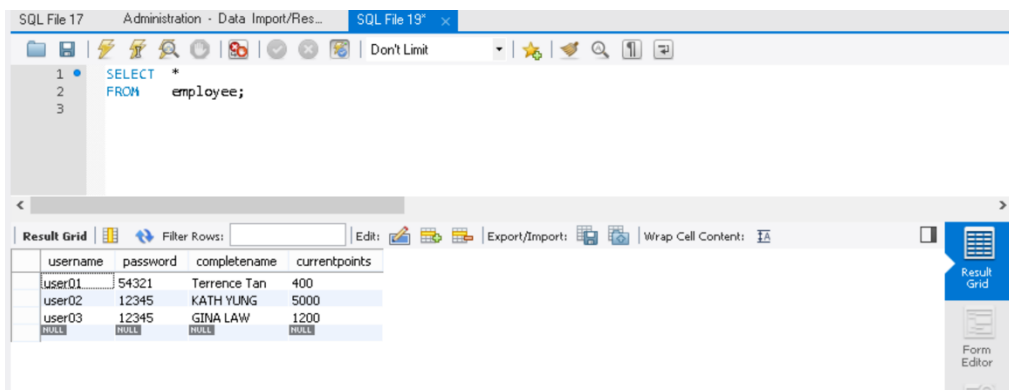 SQL File 17 Administration - Data Import/Res... SQL File 19* ×
Don't Limit
1 SELECT *
2 FROM employee;
3
Result Grid Filter Rows: Edit: Export/Import: Wrap Cell Content: IA
username password completename currentpoints
user01 54321 Terrence Tan 400
user02 12345 KATH YUNG 5000
user03 12345 GINA LAW 1200
NULL NULL NULL NULL
Result
Grid
Form
Editor